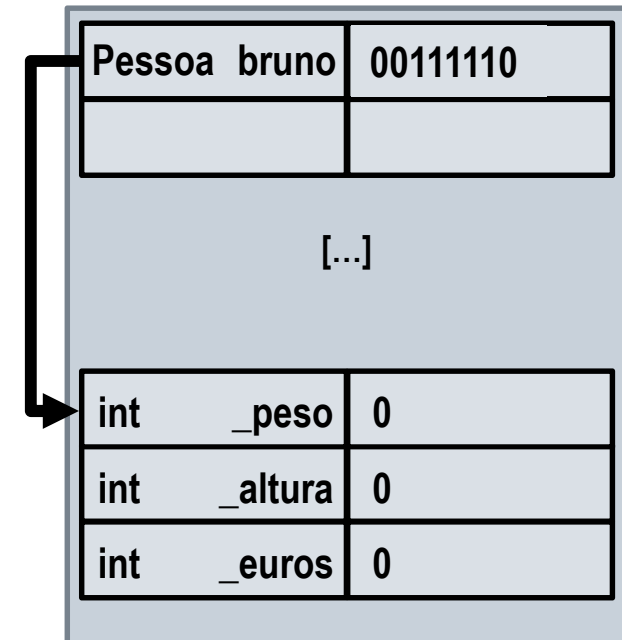 Pessoa bruno 00111110
[...]
int _peso 0
int _altura 0
int _euros 0